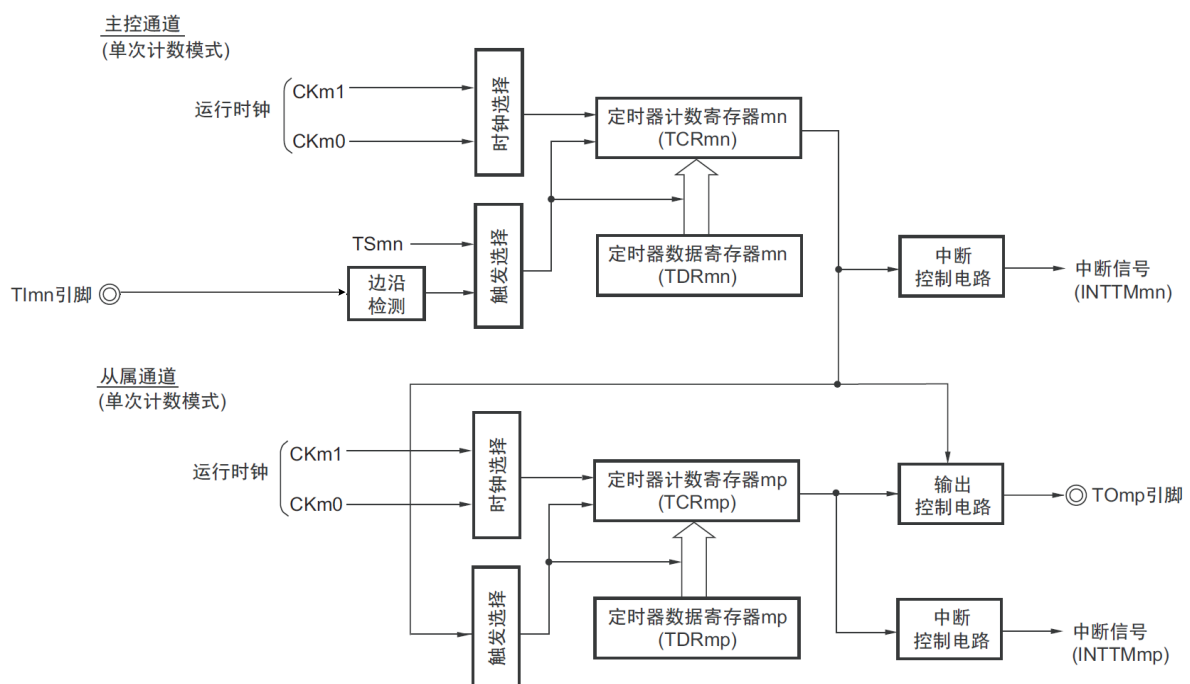 主控通道
(单次计数模式)
运行时钟
CKm1
CKm0
时钟选择
定时器计数寄存器mn
(TCRmn)
TSmn
触发选择
定时器数据寄存器mn
(TDRmn)
中断
控制电路
中断信号
(INTTMmn)
TImn引脚
边沿
检测
从属通道
(单次计数模式)
运行时钟
CKm1
CKm0
时钟选择
定时器计数寄存器mp
(TCRmp)
输出
控制电路
TOmp引脚
触发选择
定时器数据寄存器mp
(TDRmp)
中断
控制电路
中断信号
(INTTMmp)